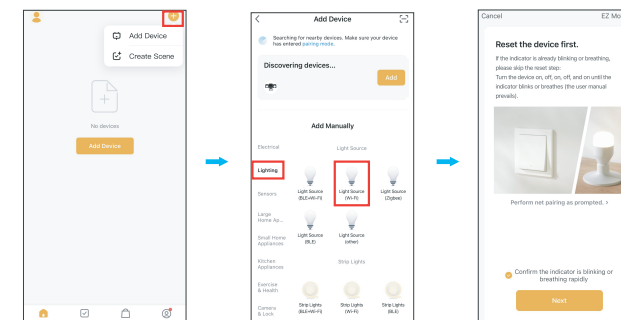 Add Device
Create Scene
No devices
Add Device
Add Device
Searching for nearby devices. Make sure your device
has entered pairing mode.
Discovering devices...
Add
Add Manually
Electrical
Light Source
Lighting
Light Source
(BLE+Wi-Fi)
Light Source
(Wi-Fi)
Light Source
(Zigbee)
Sensors
Large
Home Ap...
Light Source
(BLE)
Light Source
(other)
Small Home
Appliances
Kitchen
Appliances
Strip Lights
Exercise
& Health
Strip Lights
(BLE+Wi-Fi)
Strip Lights
(Wi-Fi)
Strip Lights
(BLE)
Camera
& Lock
Cancel
EZ Mo
Reset the device first.
If the indicator is already blinking or breathing,
please skip the reset step:
Turn the device on, off, on, off, and on until the
indicator blinks or breathes (the user manual
prevails).
Perform net pairing as prompted. >
Confirm the indicator is blinking or
breathing rapidly
Next